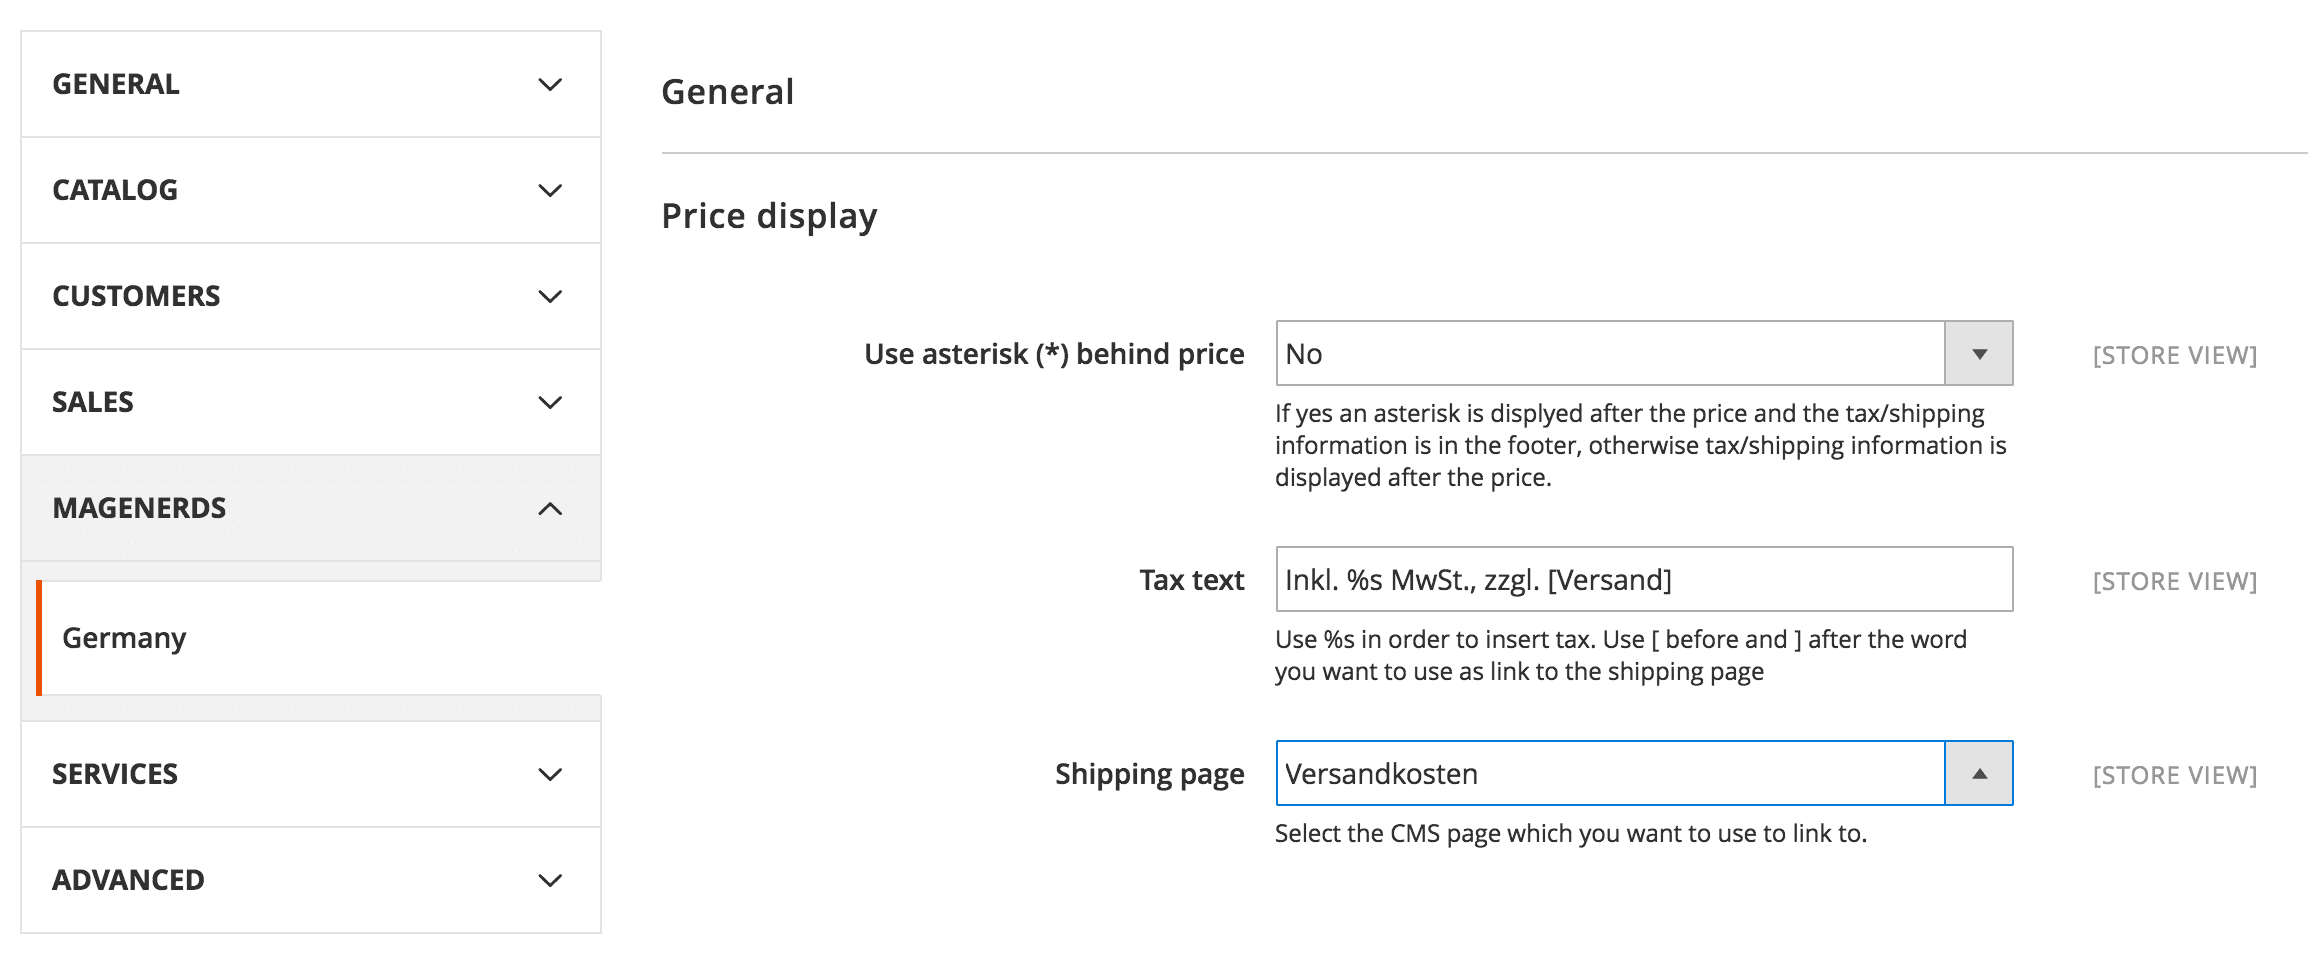 GENERAL
CATALOG
CUSTOMERS
SALES
MAGENERDS
Germany
SERVICES
ADVANCED
General
Price display
Use asterisk (*) behind price
No
[STORE VIEW]
If yes an asterisk is displyed after the price and the tax/shipping
information is in the footer, otherwise tax/shipping information is
displayed after the price.
Tax text
Inkl. %s MwSt., zzgl. [Versand]
[STORE VIEW]
Use %s in order to insert tax. Use [ before and ] after the word
you want to use as link to the shipping page
Shipping page
Versandkosten
[STORE VIEW]
Select the CMS page which you want to use to link to.